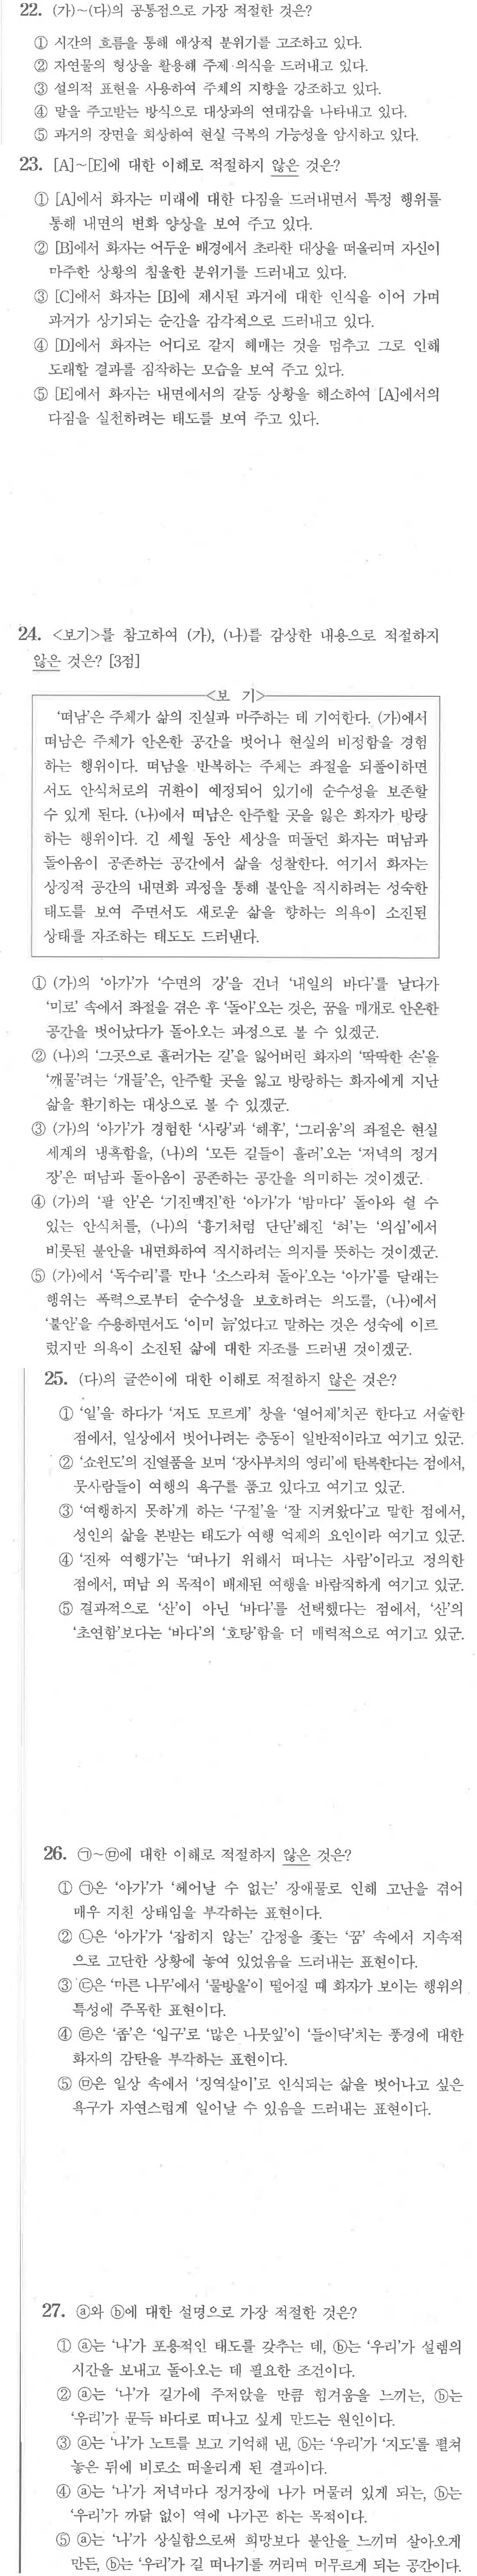 22. (가)~(다)의 공통점으로 가장 적절한 것은?
① 시간의 흐름을 통해 애상적 분위기를 고조하고 있다.
② 자연물의 형상을 활용해 주제 의식을 드러내고 있다.
③ 설의적 표현을 사용하여 주체의 지향을 강조하고 있다.
④ 말을 주고받는 방식으로 대상과의 연대감을 나타내고 있다.
⑤ 과거의 장면을 회상하여 현실 극복의 가능성을 암시하고 있다.
23. [A]~[E]에 대한 이해로 적절하지 않은 것은?
① [A]에서 화자는 미래에 대한 다짐을 드러내면서 특정 행위를
통해 내면의 변화 양상을 보여 주고 있다.
② [B]에서 화자는 어두운 배경에서 초라한 대상을 떠올리며 자신이
마주한 상황의 침울한 분위기를 드러내고 있다.
③ [C]에서 화자는 [B]에 제시된 과거에 대한 인식을 이어 가며
과거가 상기되는 순간을 감각적으로 드러내고 있다.
④ [D]에서 화자는 어디로 갈지 헤매는 것을 멈추고 그로 인해
도래할 결과를 짐작하는 모습을 보여 주고 있다.
⑤ [E]에서 화자는 내면에서의 갈등 상황을 해소하여 [A]에서의
다짐을 실천하려는 태도를 보여 주고 있다.
24. <보기>를 참고하여 (가), (나)를 감상한 내용으로 적절하지
않은 것은? [3점]
<보 기>
'떠남'은 주체가 삶의 진실과 마주하는 데 기여한다. (가)에서
떠남은 주체가 안온한 공간을 벗어나 현실의 비정함을 경험
하는 행위이다. 떠남을 반복하는 주체는 좌절을 되풀이하면
서도 안식처로의 귀환이 예정되어 있기에 순수성을 보존할
수 있게 된다. (나)에서 떠남은 안주할 곳을 잃은 화자가 방랑
하는 행위이다. 긴 세월 동안 세상을 떠돌던 화자는 떠남과
돌아옴이 공존하는 공간에서 삶을 성찰한다. 여기서 화자는
상징적 공간의 내면화 과정을 통해 불안을 직시하려는 성숙한
태도를 보여 주면서도 새로운 삶을 향하는 의욕이 소진된
상태를 자조하는 태도도 드러낸다.
① (가)의 '아가'가 '수면의 강'을 건너 '내일의 바다'를 날다가
'미로' 속에서 좌절을 겪은 후 '돌아'오는 것은, 꿈을 매개로 안온한
공간을 벗어났다가 돌아오는 과정으로 볼 수 있겠군.
② (나)의 '그곳으로 흘러가는 길'을 잃어버린 화자의 '딱딱한 손'을
'깨물'려는 '개들'은, 안주할 곳을 잃고 방랑하는 화자에게 지난
삶을 환기하는 대상으로 볼 수 있겠군.
③ (가)의 '아가'가 경험한 '사랑'과 '해후', '그리움'의 좌절은 현실
세계의 냉혹함을, (나)의 '모든 길들이 흘러'오는 '저녁의 정거
장'은 떠남과 돌아옴이 공존하는 공간을 의미하는 것이겠군.
④ (가)의 '팔 안'은 '기진맥진'한 '아가'가 '밤마다' 돌아와 쉴 수
있는 안식처를, (나)의 '흉기처럼 단단'해진 '혀'는 '의심'에서
비롯된 불안을 내면화하여 직시하려는 의지를 뜻하는 것이겠군.
⑤ (가)에서 '독수리'를 만나 '소스라쳐 돌아'오는 '아가'를 달래는
행위는 폭력으로부터 순수성을 보호하려는 의도를, (나)에서
'불안'을 수용하면서도 '이미 늙'었다고 말하는 것은 성숙에 이르
렀지만 의욕이 소진된 삶에 대한 자조를 드러낸 것이겠군.
25. (다)의 글쓴이에 대한 이해로 적절하지 않은 것은?
① '일'을 하다가 '저도 모르게' 창을 '열어제'치곤 한다고 서술한
점에서, 일상에서 벗어나려는 충동이 일반적이라고 여기고 있군.
② '쇼윈도'의 진열품을 보며 '장사부치의 영리'에 탄복한다는 점에서,
뭇사람들이 여행의 욕구를 품고 있다고 여기고 있군.
③ '여행하지 못하'게 하는 '구절'을 '잘 지켜왔다'고 말한 점에서,
성인의 삶을 본받는 태도가 여행 억제의 요인이라 여기고 있군.
④ '진짜 여행가'는 '떠나기 위해서 떠나는 사람'이라고 정의한
점에서, 떠남 외 목적이 배제된 여행을 바람직하게 여기고 있군.
⑤ 결과적으로 '산'이 아닌 '바다'를 선택했다는 점에서, '산'의
'초연함'보다는 '바다'의 '호탕'함을 더 매력적으로 여기고 있군.
26. ㉠~㉤에 대한 이해로 적절하지 않은 것은?
① ㉠은 '아가'가 '헤어날 수 없는' 장애물로 인해 고난을 겪어
매우 지친 상태임을 부각하는 표현이다.
② ㉡은 '아가'가 '잡히지 않는' 감정을 좇는 '꿈' 속에서 지속적
으로 고단한 상황에 놓여 있었음을 드러내는 표현이다.
③ ㉢은 '마른 나무'에서 '물방울'이 떨어질 때 화자가 보이는 행위의
특성에 주목한 표현이다.
④ ㉣은 '좁'은 '입구'로 '많은 나뭇잎'이 '들이닥'치는 풍경에 대한
화자의 감탄을 부각하는 표현이다.
⑤ ㉤은 일상 속에서 '징역살이'로 인식되는 삶을 벗어나고 싶은
욕구가 자연스럽게 일어날 수 있음을 드러내는 표현이다.
27. ⓐ와 ⓑ에 대한 설명으로 가장 적절한 것은?
① ⓐ는 '나'가 포용적인 태도를 갖추는 데, ⓑ는 '우리'가 설렘의
시간을 보내고 돌아오는 데 필요한 조건이다.
② ⓐ는 '나'가 길가에 주저앉을 만큼 힘겨움을 느끼는, ⓑ는
'우리'가 문득 바다로 떠나고 싶게 만드는 원인이다.
③ ⓐ는 '나'가 노트를 보고 기억해 낸, ⓑ는 '우리'가 '지도'를 펼쳐
놓은 뒤에 비로소 떠올리게 된 결과이다.
④ ⓐ는 '나'가 저녁마다 정거장에 나가 머물러 있게 되는, ⓑ는
'우리'가 까닭 없이 역에 나가곤 하는 목적이다.
⑤ ⓐ는 '나'가 상실함으로써 희망보다 불안을 느끼며 살아오게
만든, ⓑ는 '우리'가 길 떠나기를 꺼리며 머무르게 되는 공간이다.